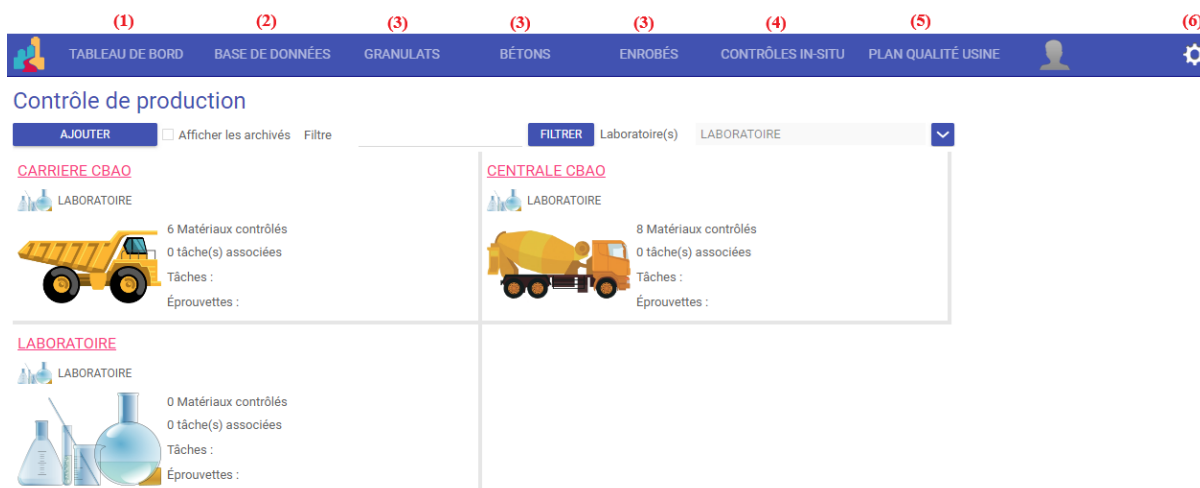 (1) (2) (3) (3) (3) (4) (5) (6)
TABLEAU DE BORD BASE DE DONNÉES GRANULATS BÉTONS ENROBÉS CONTRÔLES IN-SITU PLAN QUALITÉ USINE
Contrôle de production
AJOUTER Afficher les archivés Filtre FILTRER Laboratoire(s) LABORATOIRE
CARRIERE CBAO
LABORATOIRE
6 Matériaux contrôlés
0 tâche(s) associées
Tâches :
Éprouvettes :
CENTRALE CBAO
LABORATOIRE
8 Matériaux contrôlés
0 tâche(s) associées
Tâches :
Éprouvettes :
LABORATOIRE
LABORATOIRE
0 Matériaux contrôlés
0 tâche(s) associées
Tâches :
Éprouvettes :